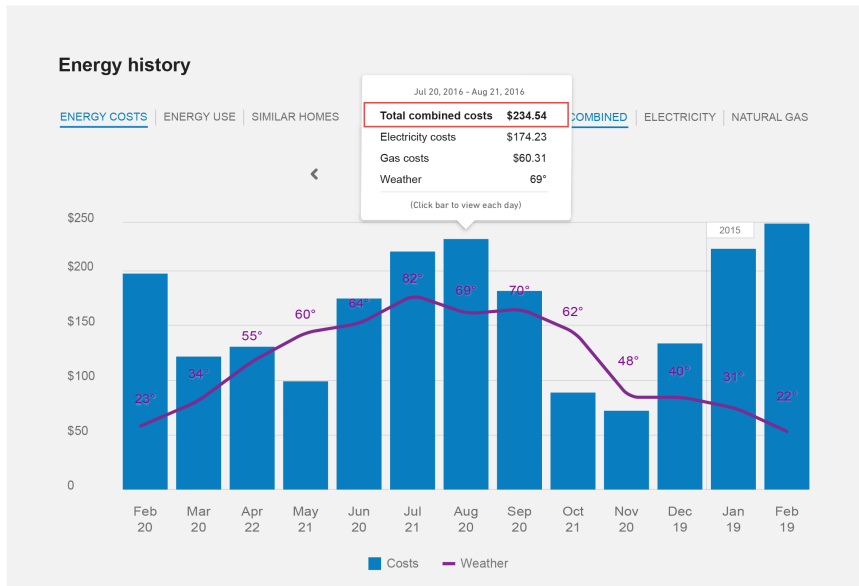 Energy history
Jul 20, 2016 - Aug 21, 2016
Total combined costs $234.54
Electricity costs $174.23
Gas costs $60.31
Weather 69°
(Click bar to view each day)
ENERGY COSTS ENERGY USE SIMILAR HOMES
COMBINED ELECTRICITY NATURAL GAS
$250
$200
$150
$100
$50
0
2015
23° 34° 55° 60° 64° 82° 69° 70° 62° 48° 40° 31° 22°
Feb Mar Apr May Jun Jul Aug Sep Oct Nov Dec Jan Feb
20 20 22 21 20 21 20 20 21 20 19 19 19
Costs Weather